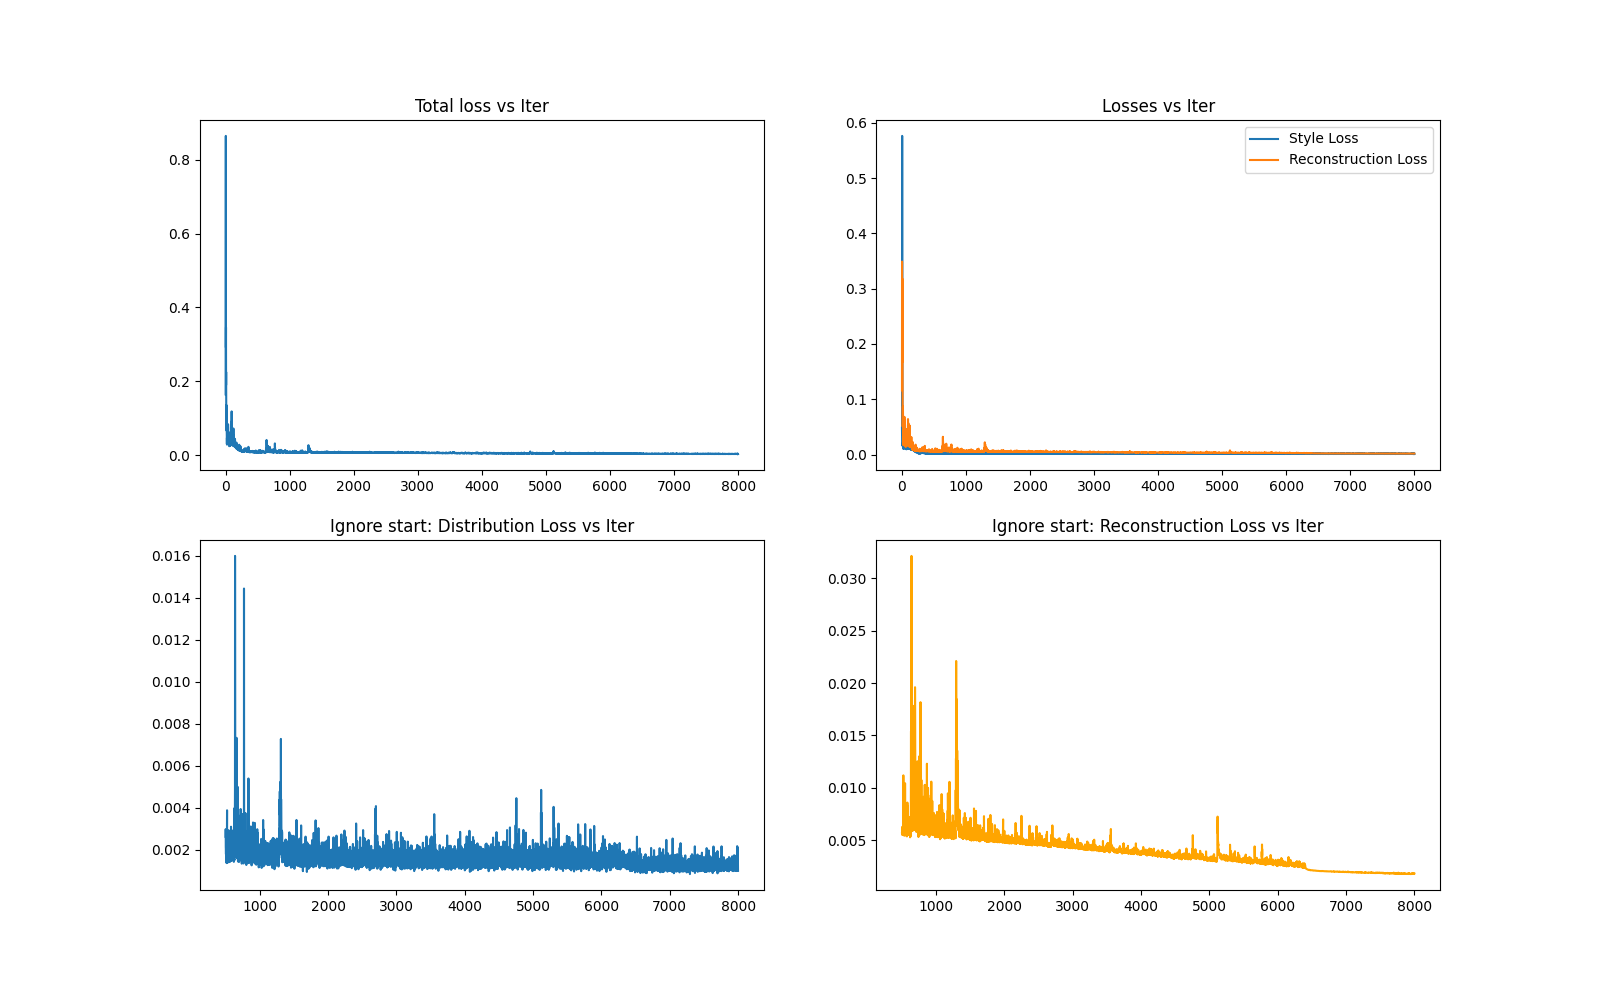 Total loss vs Iter
0.8
0.6
0.4
0.2
0.0
0 1000 2000 3000 4000 5000 6000 7000 8000
Losses vs Iter
Style Loss
Reconstruction Loss
0.6
0.5
0.4
0.3
0.2
0.1
0.0
0 1000 2000 3000 4000 5000 6000 7000 8000
Ignore start: Distribution Loss vs Iter
0.016
0.014
0.012
0.010
0.008
0.006
0.004
0.002
1000 2000 3000 4000 5000 6000 7000 8000
Ignore start: Reconstruction Loss vs Iter
0.030
0.025
0.020
0.015
0.010
0.005
1000 2000 3000 4000 5000 6000 7000 8000